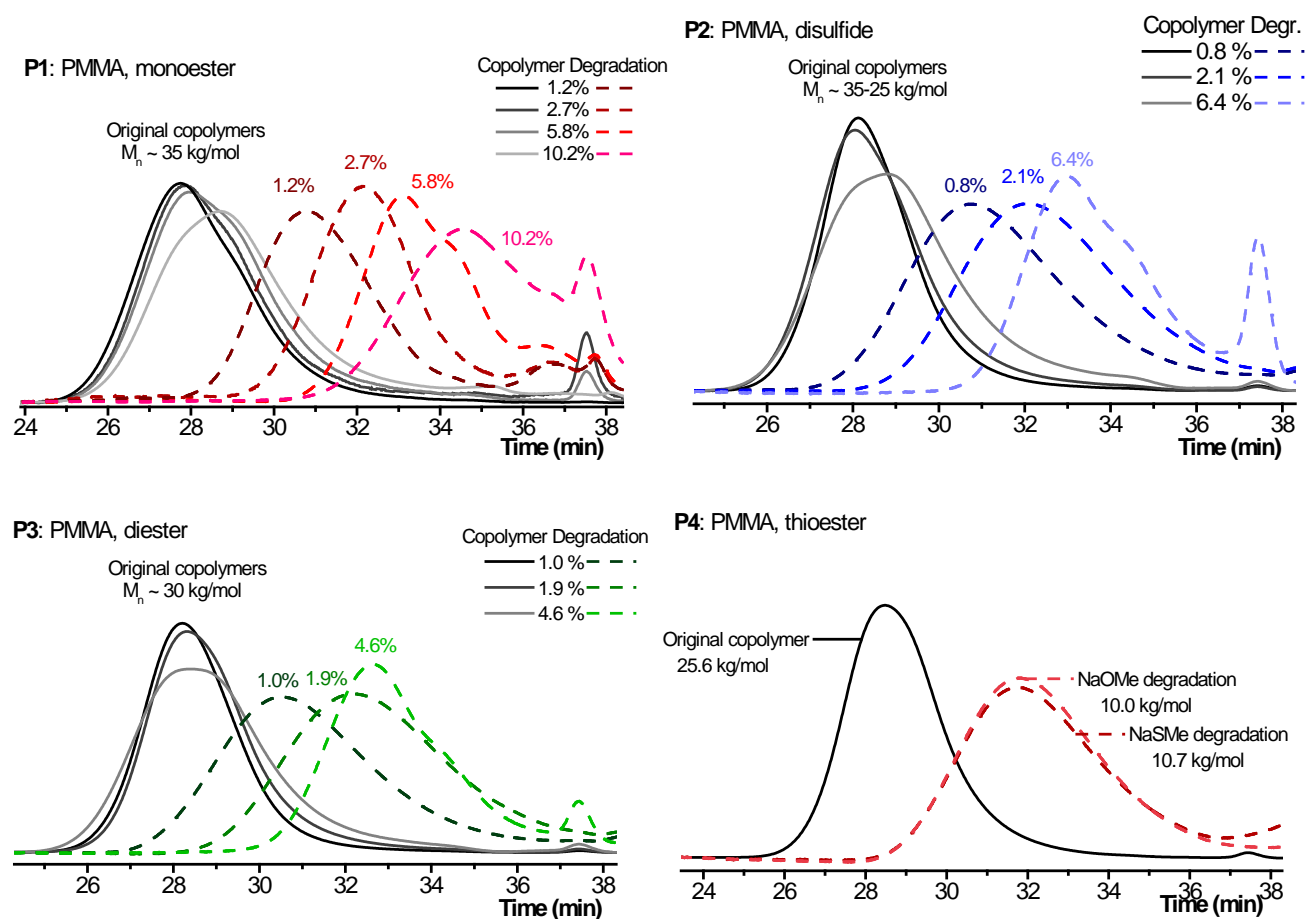 P1: PMMA, monoester
Copolymer Degradation
1.2%
2.7%
5.8%
10.2%
Original copolymers
Mn ~ 35 kg/mol
1.2%
2.7%
5.8%
10.2%
24 26 28 30 32 34 36 38
Time (min)
P2: PMMA, disulfide
Copolymer Degr.
0.8 %
2.1 %
6.4 %
Original copolymers
Mn ~ 35-25 kg/mol
0.8%
2.1%
6.4%
26 28 30 32 34 36 38
Time (min)
P3: PMMA, diester
Copolymer Degradation
1.0 %
1.9 %
4.6 %
Original copolymers
Mn ~ 30 kg/mol
1.0%
1.9%
4.6%
26 28 30 32 34 36 38
Time (min)
P4: PMMA, thioester
Original copolymer
25.6 kg/mol
NaOMe degradation
10.0 kg/mol
NaSMe degradation
10.7 kg/mol
24 26 28 30 32 34 36 38
Time (min)